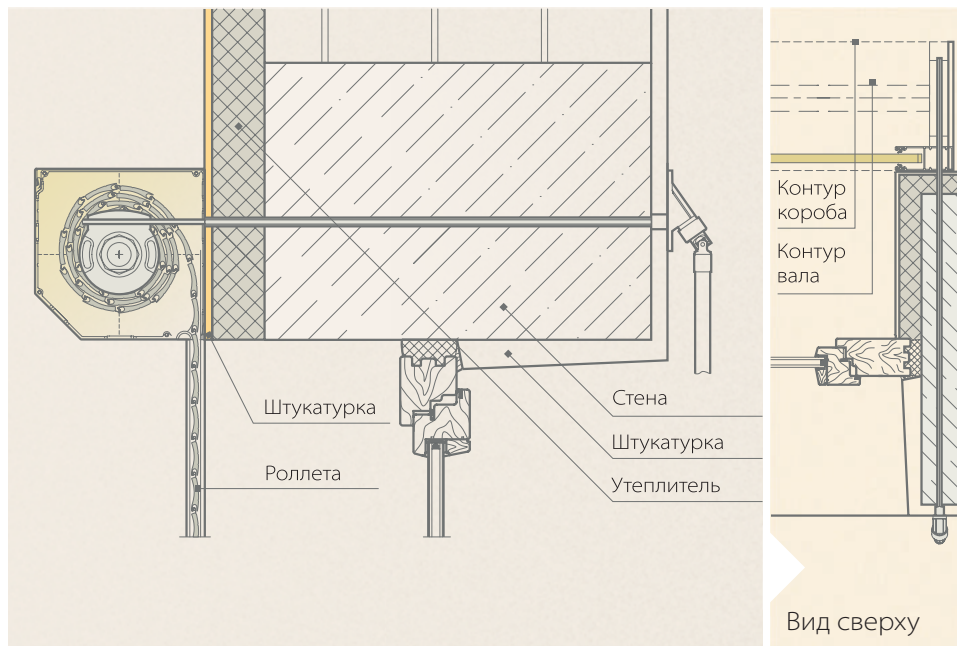 Контур
короба
Контур
вала
Стена
Штукатурка
Штукатурка
Роллета
Утеплитель
Вид сверху